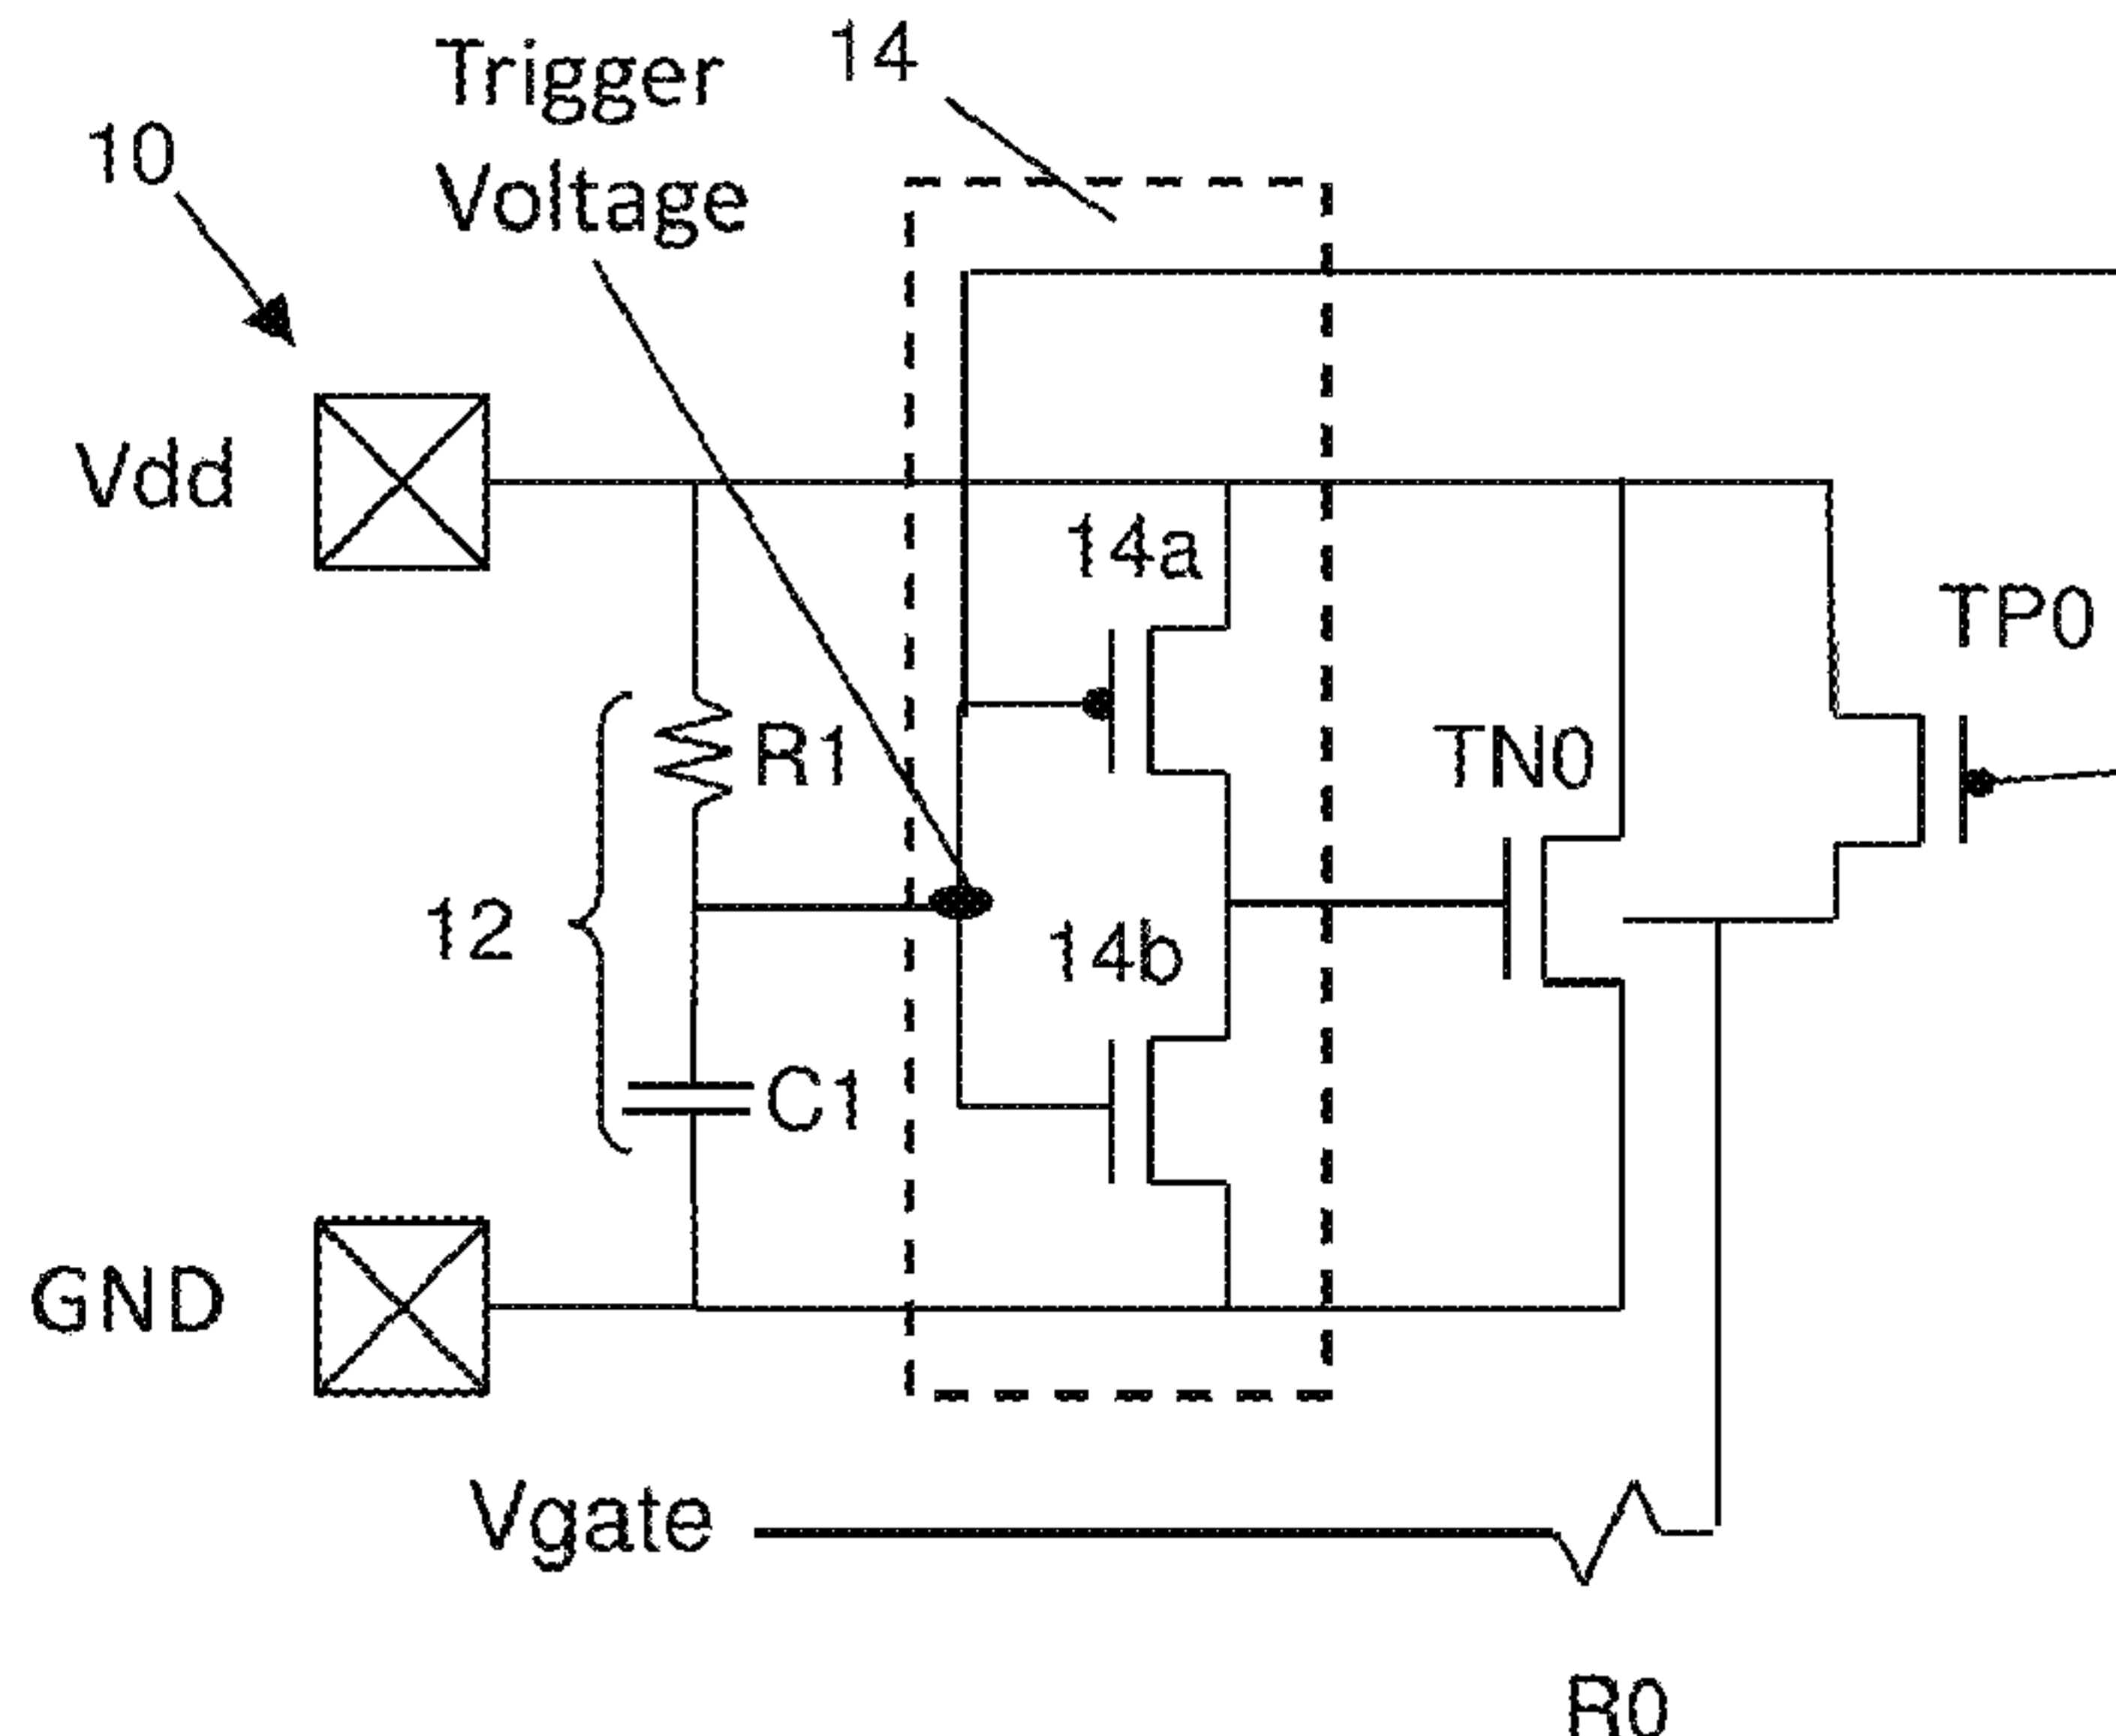 Trigger
Voltage
14
10
Vdd
14a
TP0
R1
TN0
12
14b
C1
GND
Vgate
R0